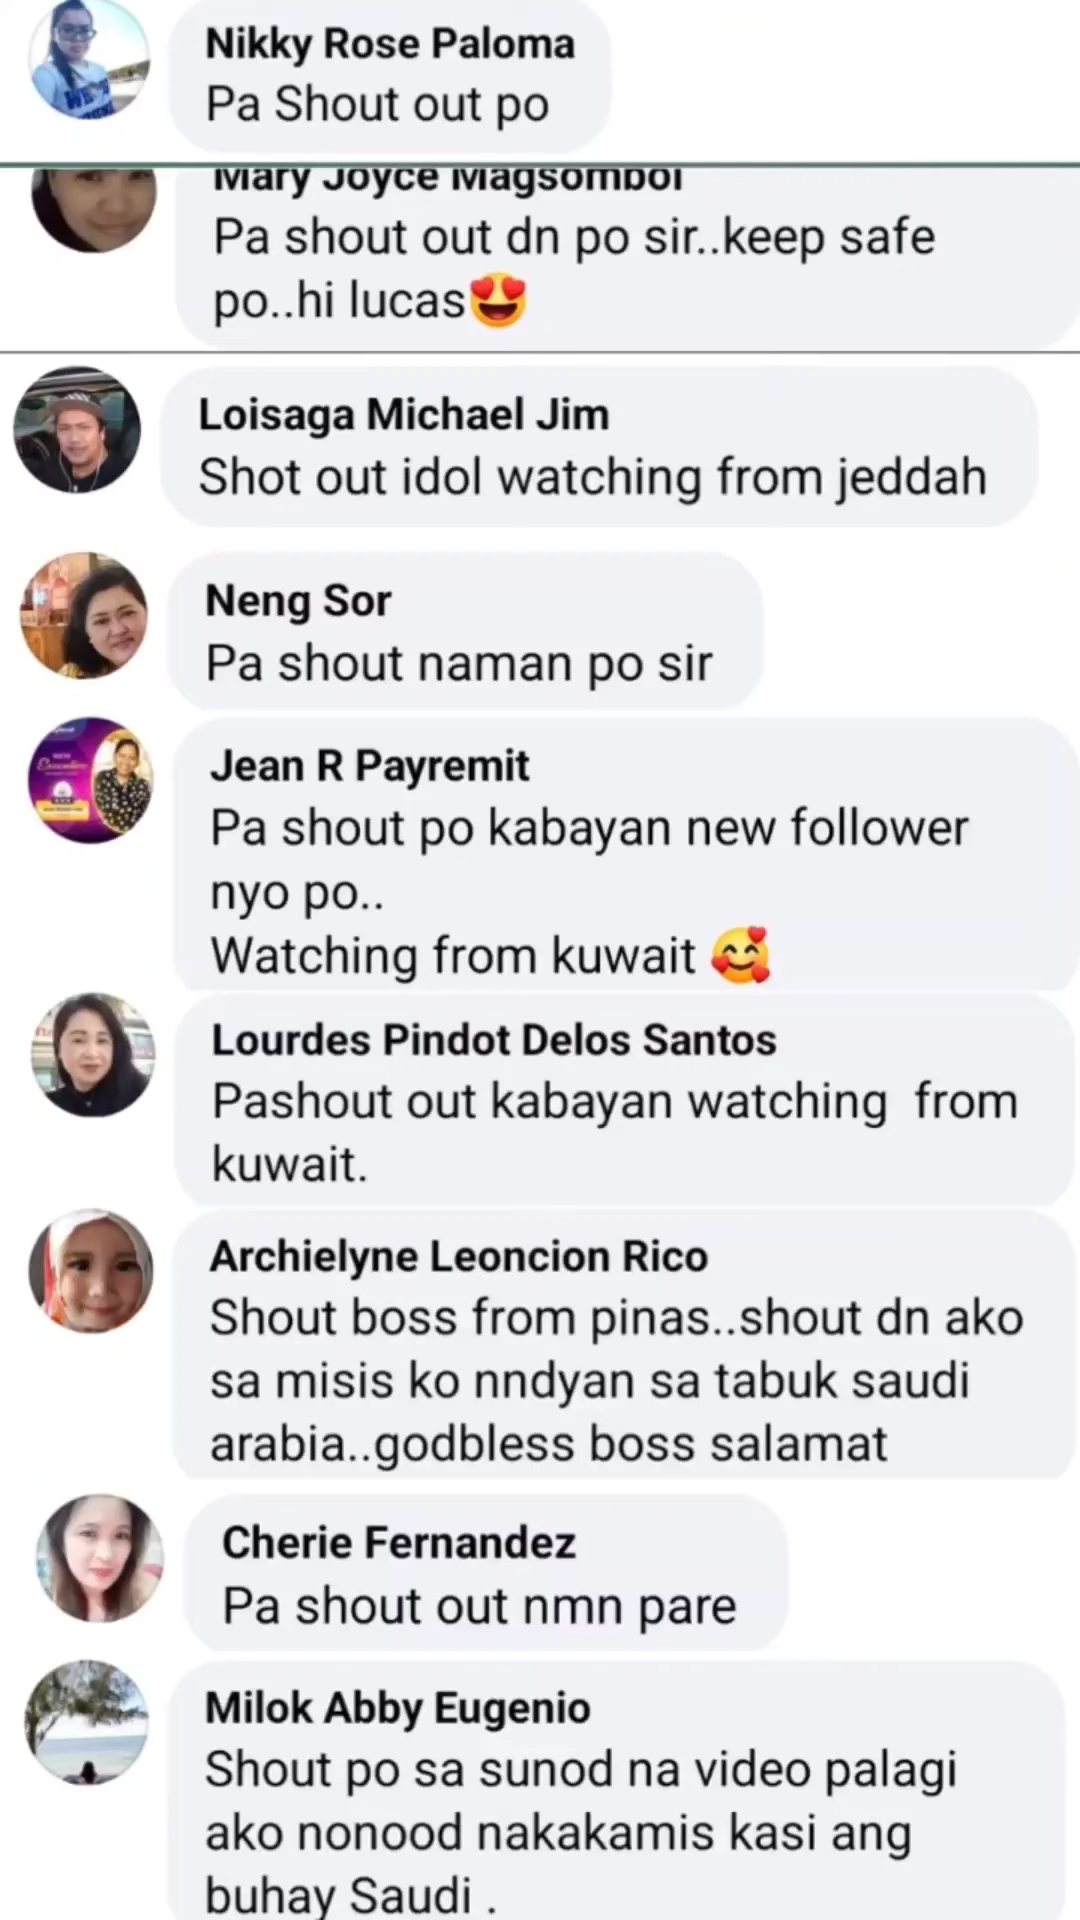 Nikky Rose Paloma
Pa Shout out po
Mary Joyce Magsombol
Pa shout out dn po sir..keep safe
po..hi lucas😍
Loisaga Michael Jim
Shot out idol watching from jeddah
Neng Sor
Pa shout naman po sir
Jean R Payremit
Pa shout po kabayan new follower
nyo po..
Watching from kuwait 🥰
Lourdes Pindot Delos Santos
Pashout out kabayan watching  from
kuwait.
Archielyne Leoncion Rico
Shout boss from pinas..shout dn ako
sa misis ko nndyan sa tabuk saudi
arabia..godbless boss salamat
Cherie Fernandez
Pa shout out nmn pare
Milok Abby Eugenio
Shout po sa sunod na video palagi
ako nonood nakakamis kasi ang
buhay Saudi .